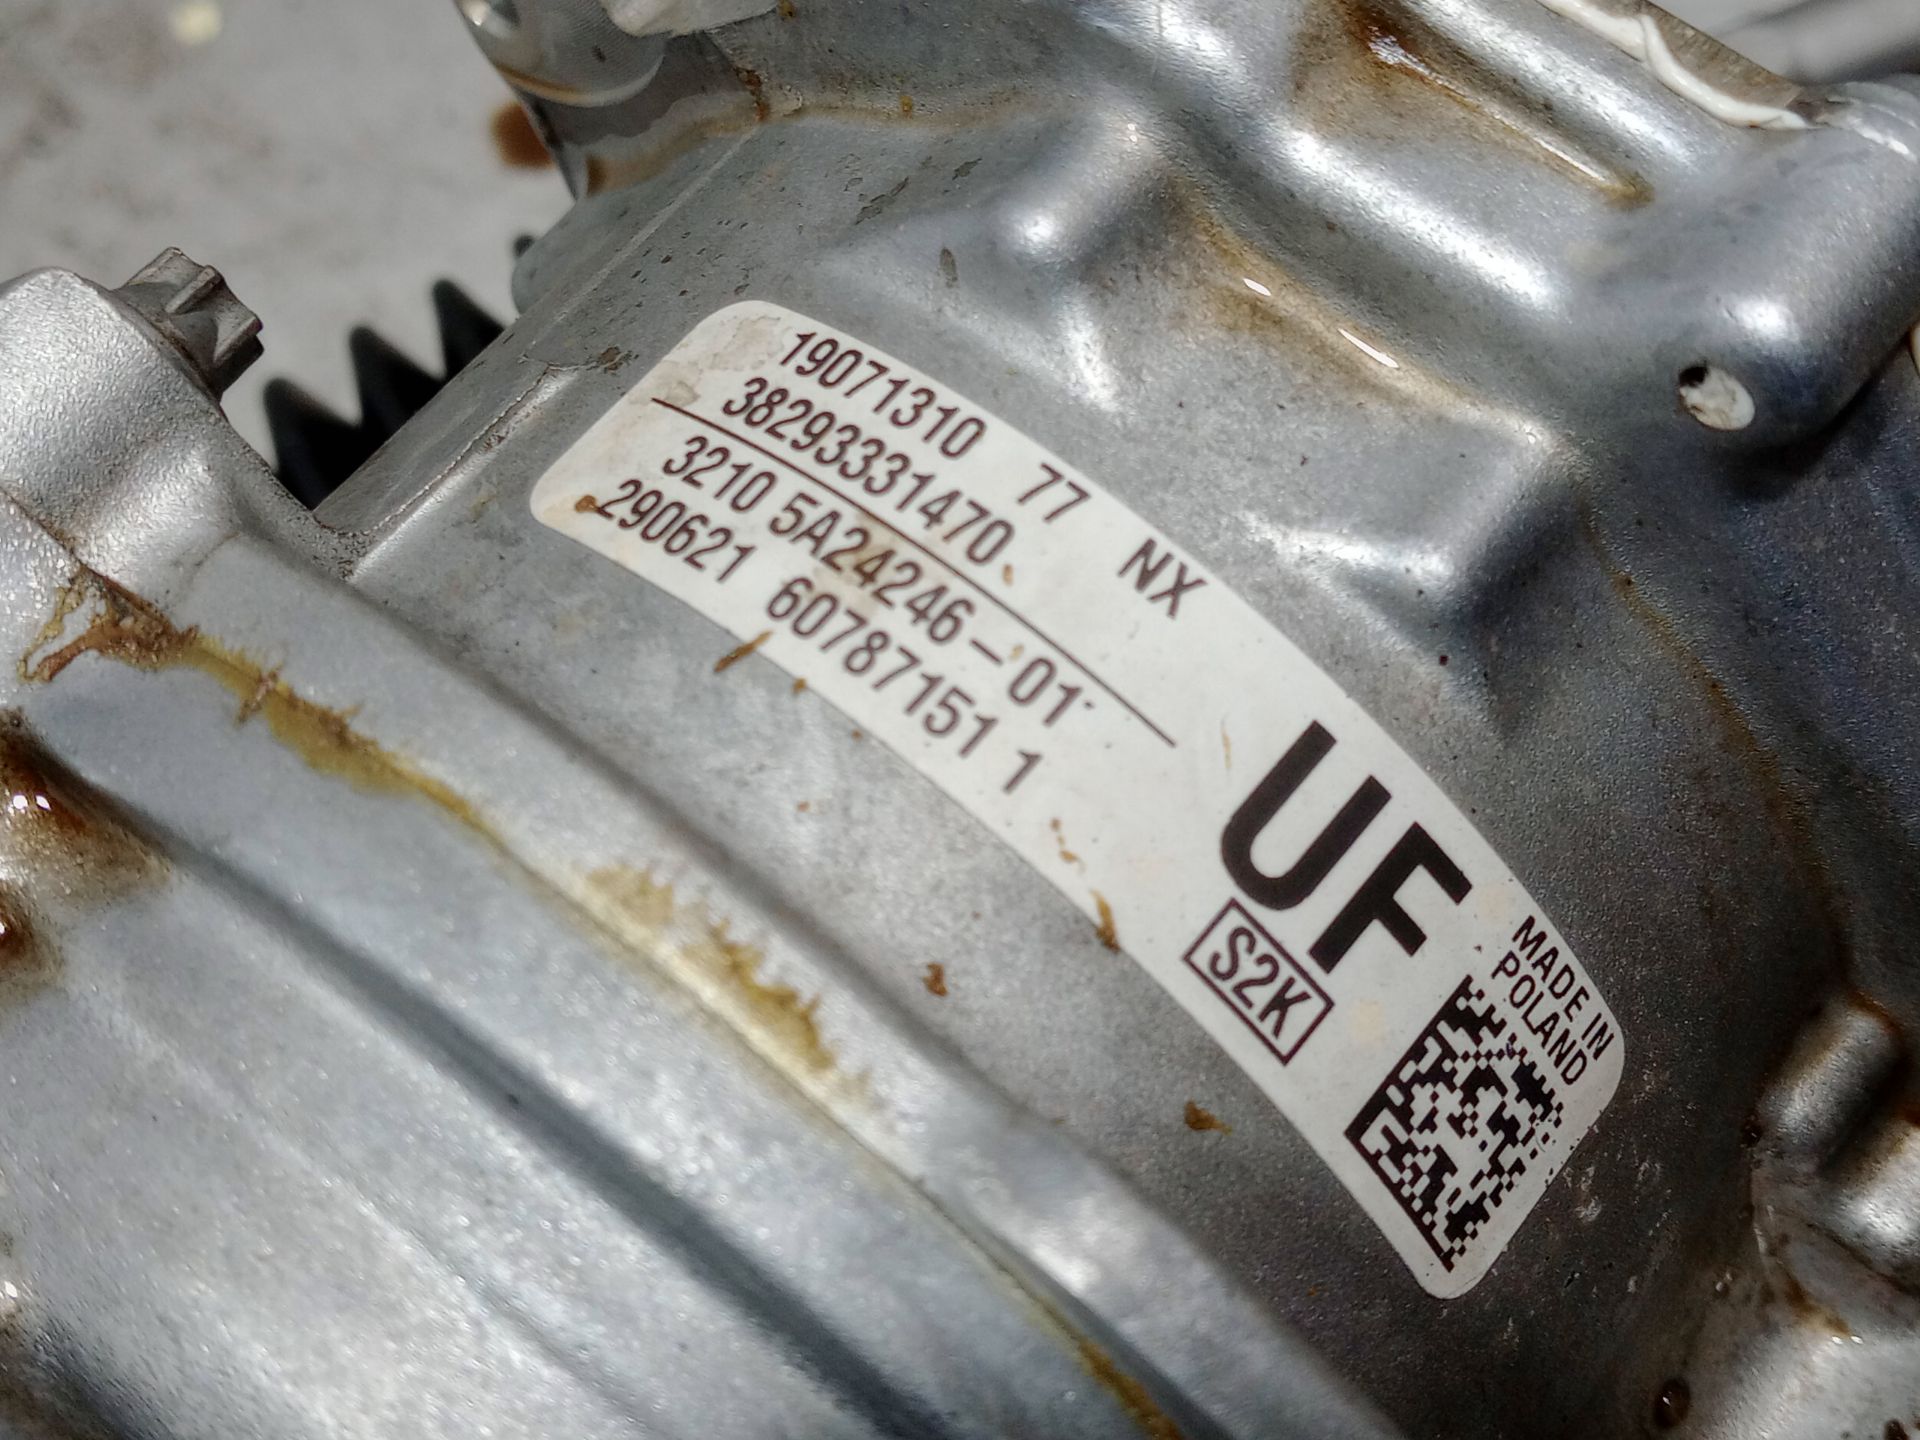 19071310 77 NX
38293331470
3210 5A24246-01
290621 60787151 1
UF
S2K
MADE IN
POLAND